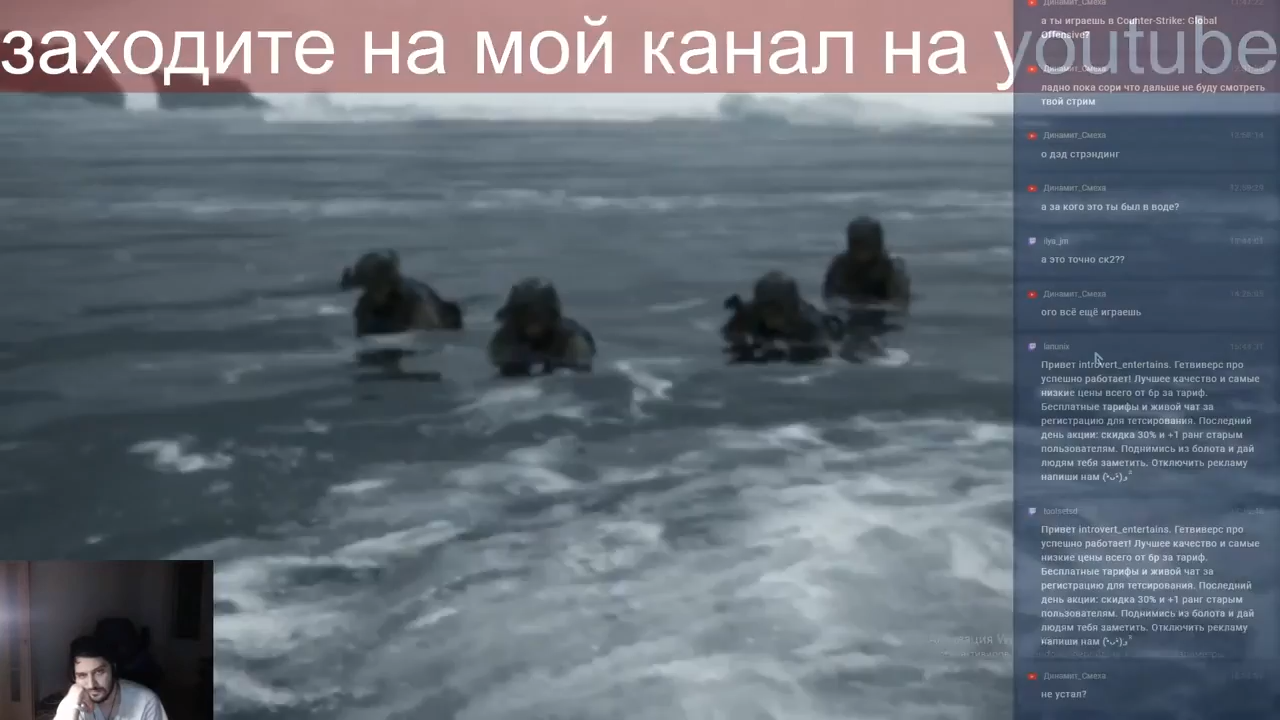 заходите на мой канал на youtube
Динамит_Смеха
а ты играешь в Counter-Strike: Global
Offensive?
Динамит_Смеха
ладно пока сори что дальше не буду смотреть
твой стрим
Динамит_Смеха
о дэд стрэндинг
Динамит_Смеха
а за кого это ты был в воде?
ilya_jm
а это точно ск2??
Динамит_Смеха
ого всё ещё играешь
Привет introvert_entertains. Гетвиверс про
успешно работает! Лучшее качество и самые
низкие цены всего от 6р за тариф.
Бесплатные тарифы и живой чат за
регистрацию для тетсирования. Последний
день акции: скидка 30% и +1 ранг старым
пользователям. Поднимись из болота и дай
людям тебя заметить. Отключить рекламу
напиши нам
Привет introvert_entertains. Гетвиверс про
успешно работает! Лучшее качество и самые
низкие цены всего от 6р за тариф.
Бесплатные тарифы и живой чат за
регистрацию для тетсирования. Последний
день акции: скидка 30% и +1 ранг старым
пользователям. Поднимись из болота и дай
людям тебя заметить. Отключить рекламу
напиши нам
Динамит_Смеха
не устал?